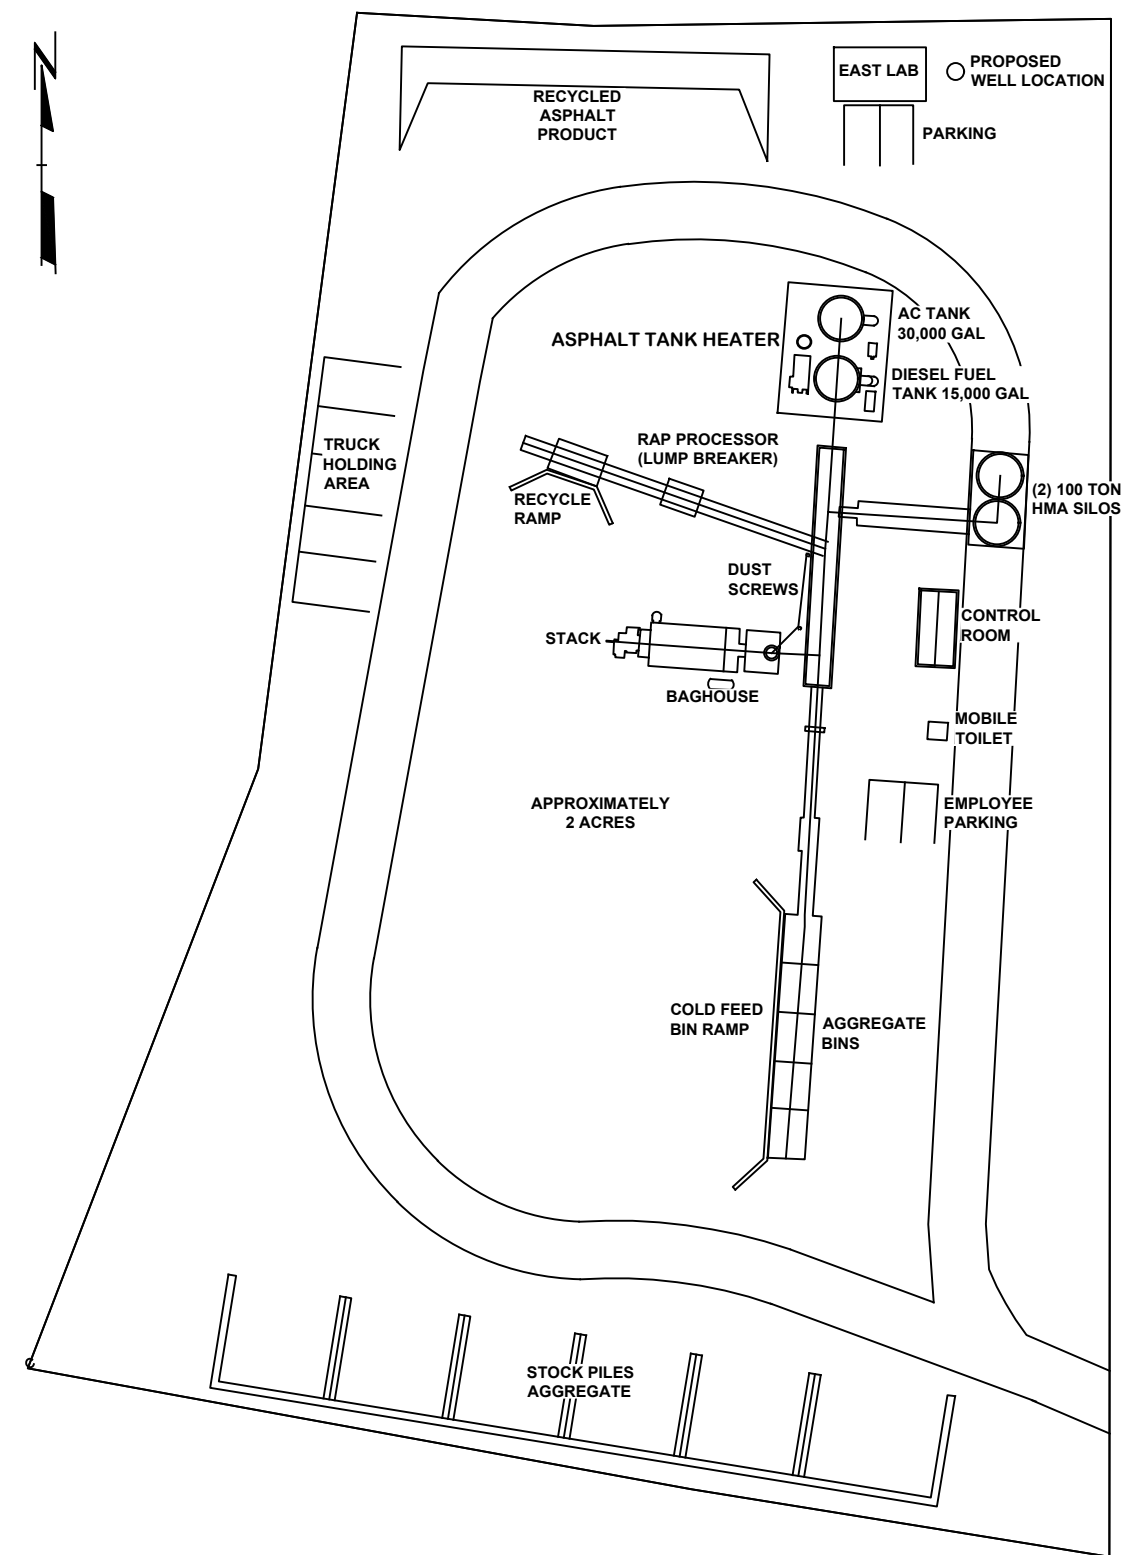 N
EAST LAB
PROPOSED
WELL LOCATION
RECYCLED
ASPHALT
PRODUCT
PARKING
AC TANK
30,000 GAL
ASPHALT TANK HEATER
DIESEL FUEL
TANK 15,000 GAL
RAP PROCESSOR
(LUMP BREAKER)
TRUCK
HOLDING
AREA
RECYCLE
RAMP
(2) 100 TON
HMA SILOS
DUST
SCREWS
CONTROL
ROOM
STACK
BAGHOUSE
MOBILE
TOILET
APPROXIMATELY
2 ACRES
EMPLOYEE
PARKING
COLD FEED
BIN RAMP
AGGREGATE
BINS
STOCK PILES
AGGREGATE